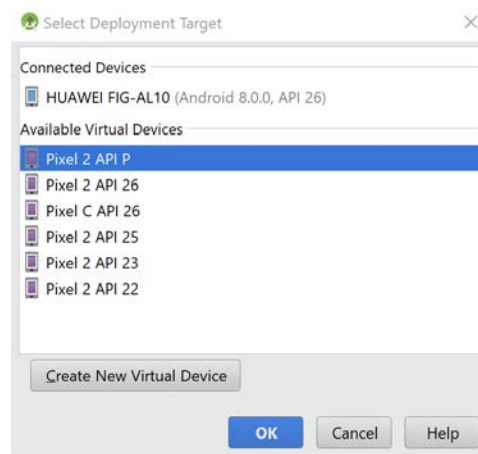 Select Deployment Target
Connected Devices
HUAWEI FIG-AL10 (Android 8.0.0, API 26)
Available Virtual Devices
Pixel 2 API P
Pixel 2 API 26
Pixel C API 26
Pixel 2 API 25
Pixel 2 API 23
Pixel 2 API 22
Create New Virtual Device
OK Cancel Help